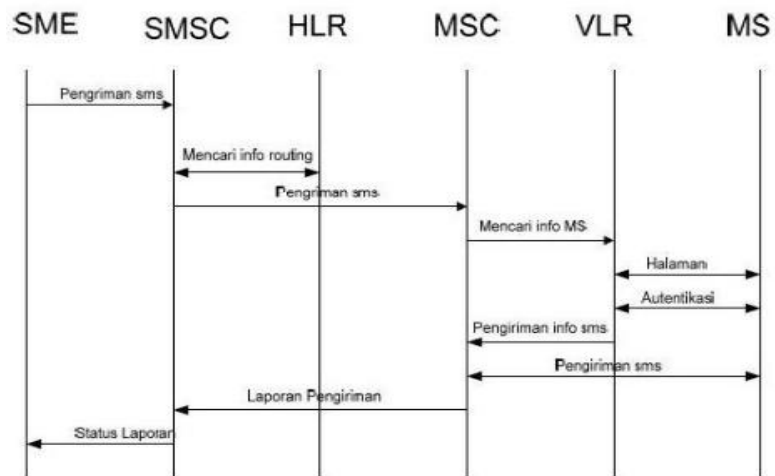 SME SMSC HLR MSC VLR MS
Pengriman sms
Mencari info routing
Pengriman sms
Mencari info MS
Halaman
Autentikasi
Pengiriman info sms
Pengiriman sms
Laporan Pengiriman
Status Laporan